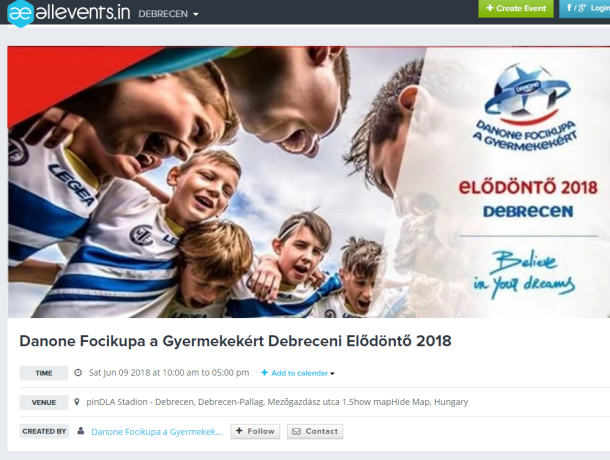 æ allevents.in DEBRECEN
+ Create Event
f / g+ Login
LEGEA
LEGEA
DANONE
DANONE FOCIKUPA
A GYERMEKEKÉRT
ELŐDÖNTŐ 2018
DEBRECEN
Believe
in your dreams
Danone Focikupa a Gyermekekért Debreceni Elődöntő 2018
TIME Sat Jun 09 2018 at 10:00 am to 05:00 pm + Add to calendar
VENUE pinDLA Stadion - Debrecen, Debrecen-Pallag, Mezőgazdász utca 1.Show mapHide Map, Hungary
CREATED BY Danone Focikupa a Gyermekek... + Follow Contact